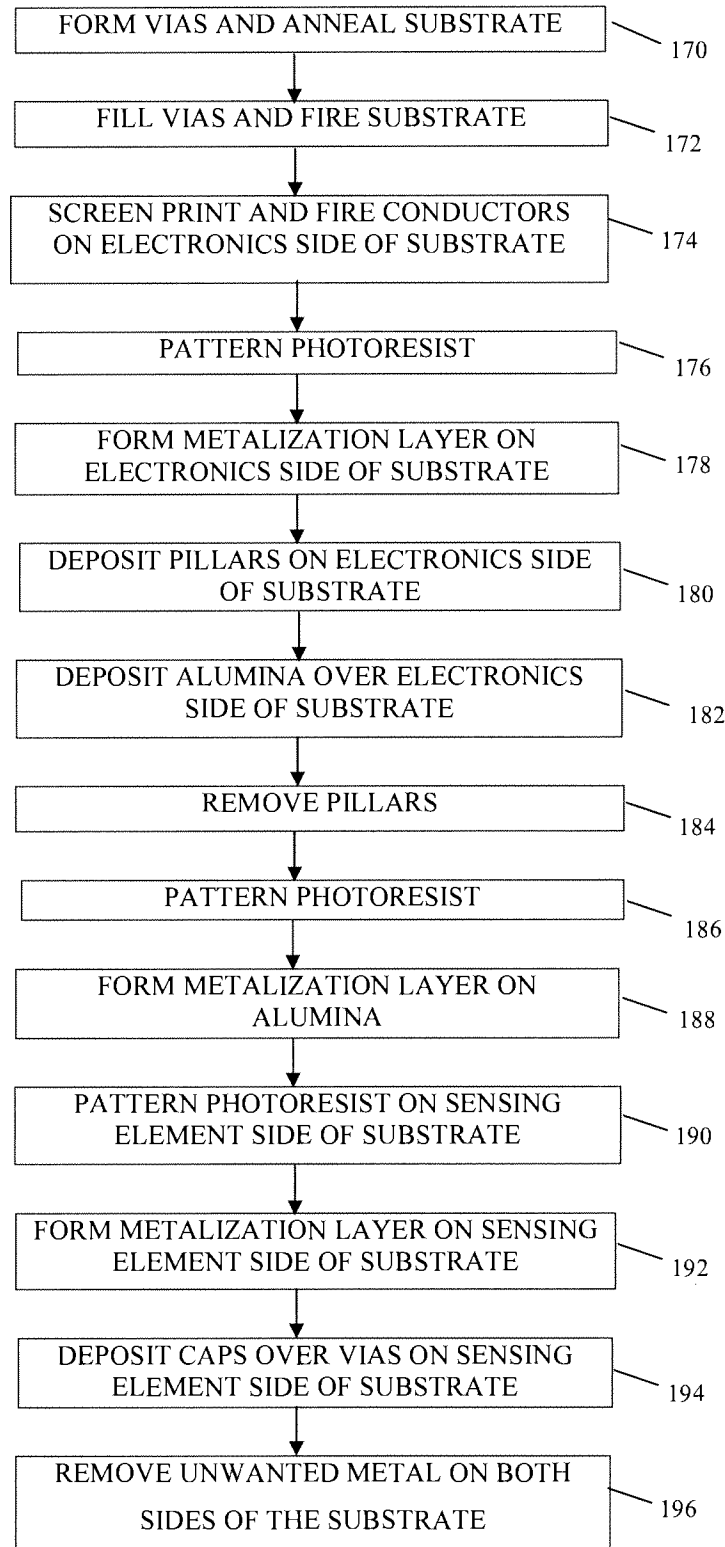 FORM VIAS AND ANNEAL SUBSTRATE
170
FILL VIAS AND FIRE SUBSTRATE
172
SCREEN PRINT AND FIRE CONDUCTORS
ON ELECTRONICS SIDE OF SUBSTRATE
174
PATTERN PHOTORESIST
176
FORM METALIZATION LAYER ON
ELECTRONICS SIDE OF SUBSTRATE
178
DEPOSIT PILLARS ON ELECTRONICS SIDE
OF SUBSTRATE
180
DEPOSIT ALUMINA OVER ELECTRONICS
SIDE OF SUBSTRATE
182
REMOVE PILLARS
184
PATTERN PHOTORESIST
186
FORM METALIZATION LAYER ON
ALUMINA
188
PATTERN PHOTORESIST ON SENSING
ELEMENT SIDE OF SUBSTRATE
190
FORM METALIZATION LAYER ON SENSING
ELEMENT SIDE OF SUBSTRATE
192
DEPOSIT CAPS OVER VIAS ON SENSING
ELEMENT SIDE OF SUBSTRATE
194
REMOVE UNWANTED METAL ON BOTH
SIDES OF THE SUBSTRATE
196